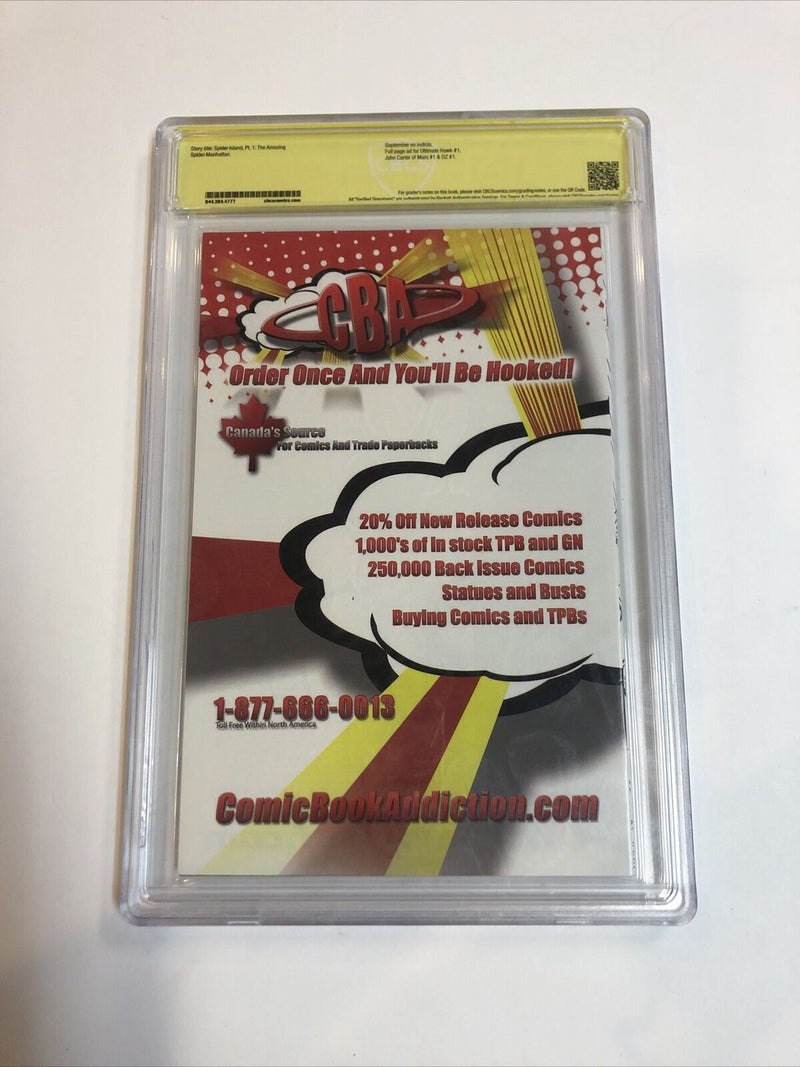 Story title: Spider-Island, Pt. 1: The Amazing
Spider-Manhattan.
September on indicia.
Full page ad for Ultimate Hawk #1,
John Carter of Mars #1 & OZ #1.
For grader's notes on this book, please visit CBCScomics.com/grading-notes, or use the QR Code.
cbcscomics.com
CBA
Order Once And You'll Be Hooked!
Canada's Source
For Comics And Trade Paperbacks
20% Off New Release Comics
1,000's of in stock TPB and GN
250,000 Back Issue Comics
Statues and Busts
Buying Comics and TPBs
1-877-666-0013
Toll Free Within North America
ComicBookAddiction.com